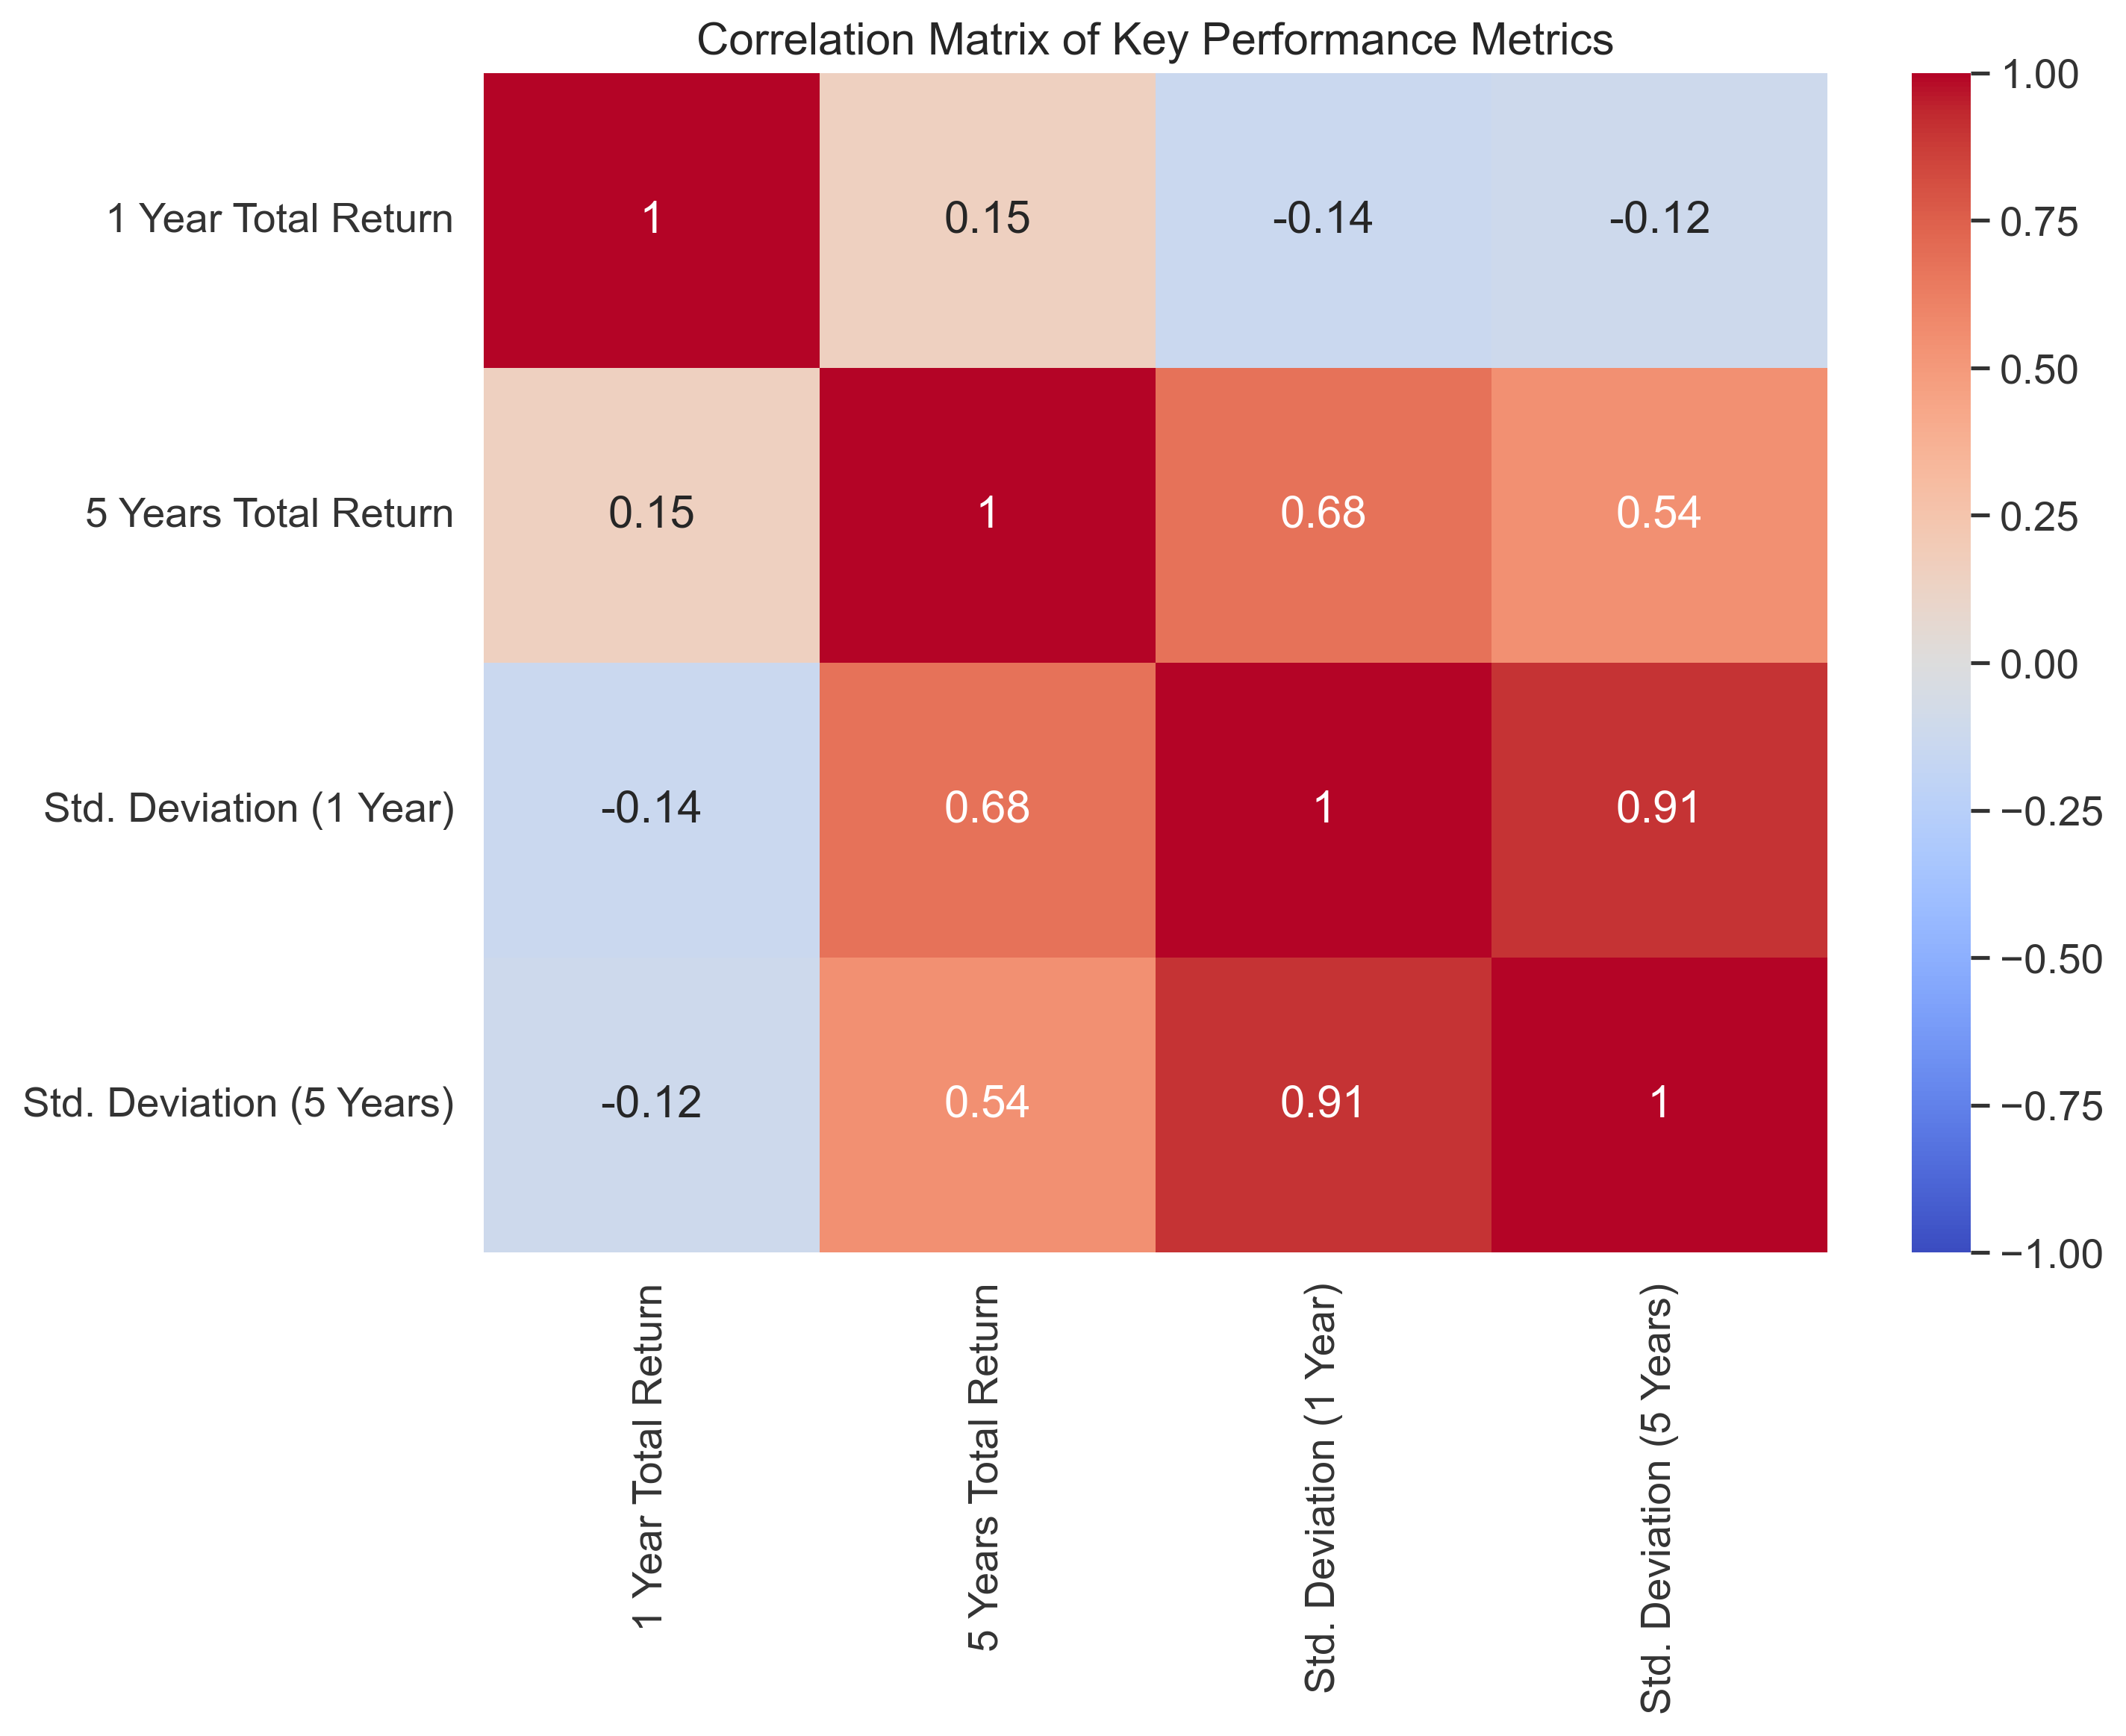 Correlation Matrix of Key Performance Metrics
1 Year Total Return
1
0.15
-0.14
-0.12
5 Years Total Return
0.15
1
0.68
0.54
Std. Deviation (1 Year)
-0.14
0.68
1
0.91
Std. Deviation (5 Years)
-0.12
0.54
0.91
1
1 Year Total Return
5 Years Total Return
Std. Deviation (1 Year)
Std. Deviation (5 Years)
1.00
0.75
0.50
0.25
0.00
−0.25
−0.50
−0.75
−1.00